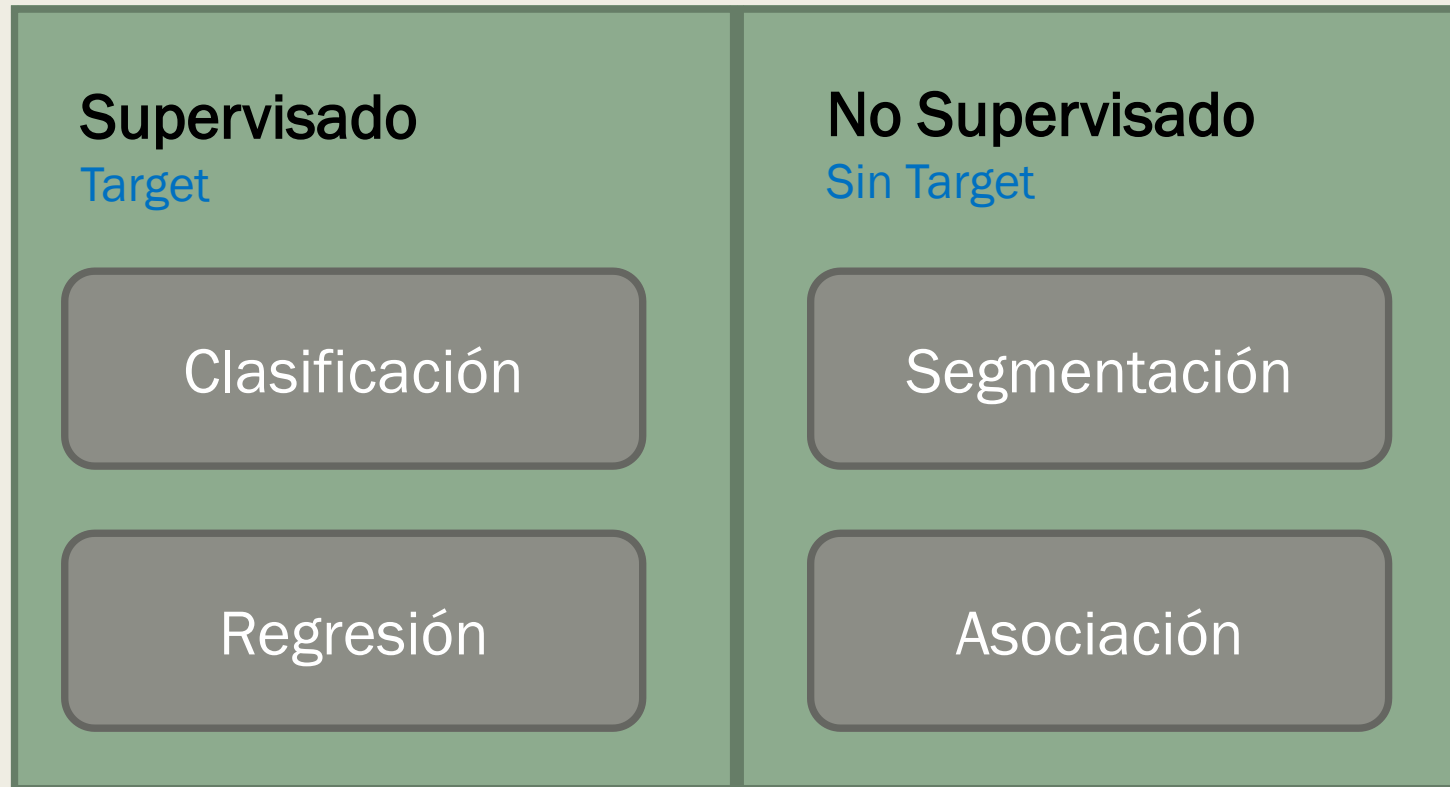 Supervisado
Target
Clasificación
Regresión
No Supervisado
Sin Target
Segmentación
Asociación